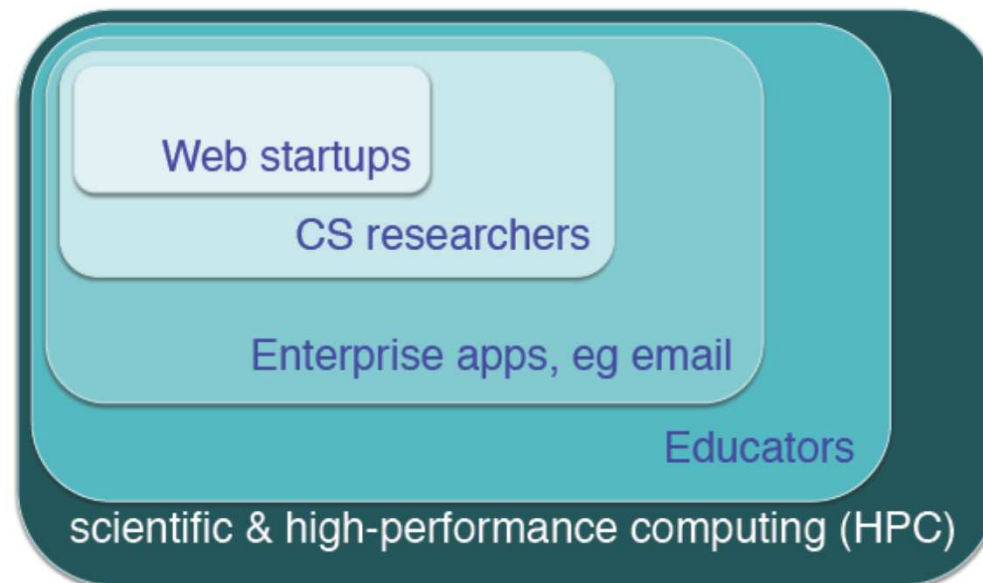 Web startups
CS researchers
Enterprise apps, eg email
Educators
scientific & high-performance computing (HPC)